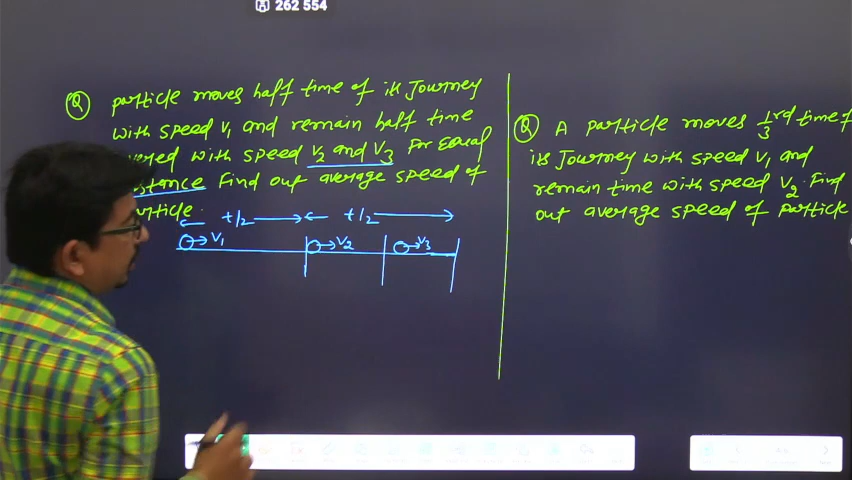 262 554
Q particle moves half time of its Journey
with speed V1 and remain half time
with speed V2 and V3 for Equal
Find out average speed of
t/2 t/2
V1 V2 V3
Q A particle moves 1/3rd time of
its Journey with speed V1 and
remain time with speed V2. Find
out average speed of particle